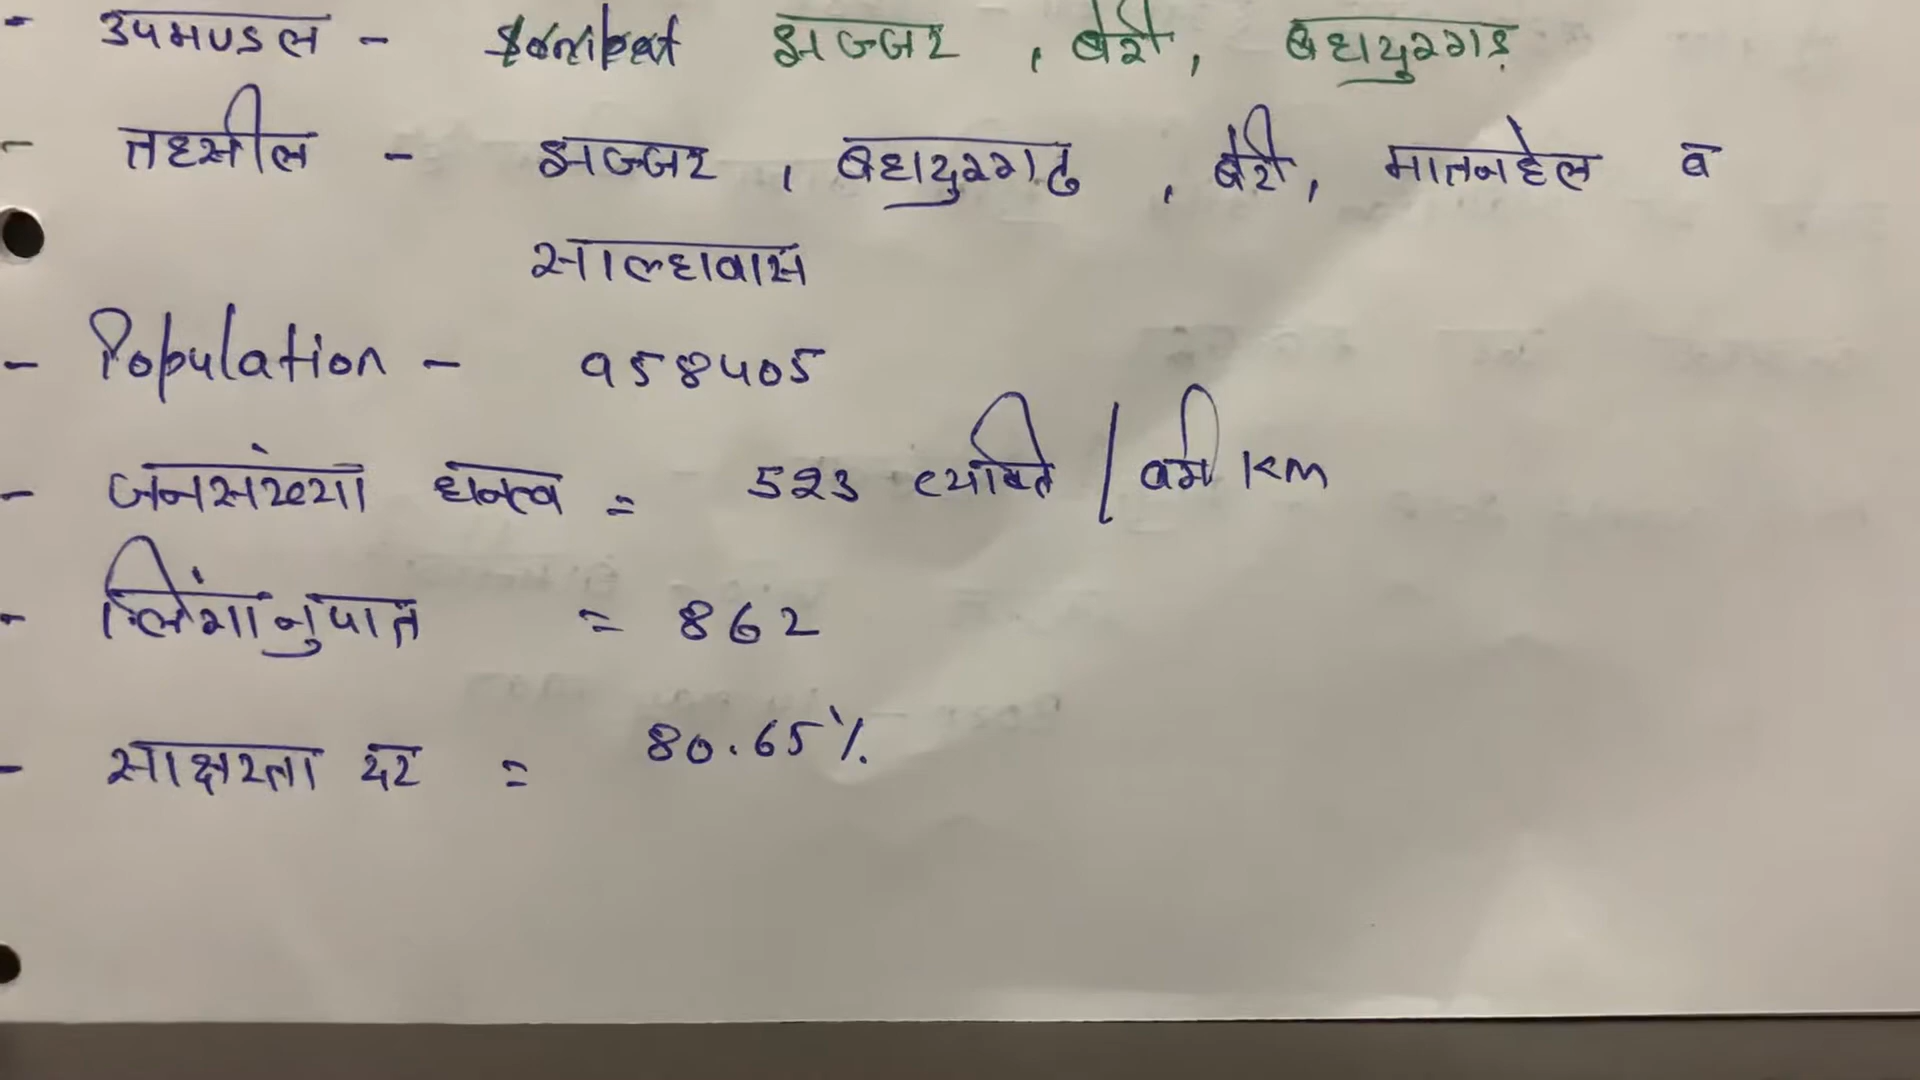 - उपमण्डल - झज्जर , बेरी, बहादुरगढ़
- तहसील - झज्जर , बहादुरगढ , बेरी, मातनहेल व
साल्हावास
- Population - 958405
- जनसंख्या घनत्व = 523 व्यक्ति / वर्ग KM
- लिंगानुपात = 862
- साक्षरता दर = 80.65%